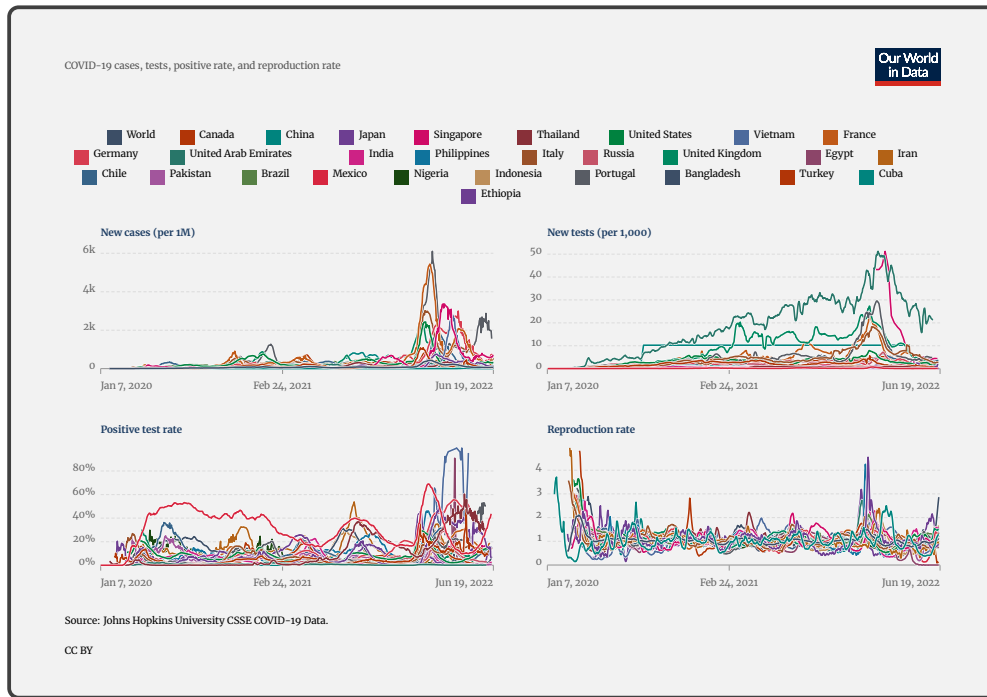 COVID-19 cases, tests, positive rate, and reproduction rate
Our World
in Data
World Canada China Japan Singapore Thailand United States Vietnam France
Germany United Arab Emirates India Philippines Italy Russia United Kingdom Egypt Iran
Chile Pakistan Brazil Mexico Nigeria Indonesia Portugal Bangladesh Turkey Cuba
Ethiopia
New cases (per 1M)
6k
4k
2k
0
Jan 7, 2020 Feb 24, 2021 Jun 19, 2022
New tests (per 1,000)
50
40
30
20
10
0
Jan 7, 2020 Feb 24, 2021 Jun 19, 2022
Positive test rate
80%
60%
40%
20%
0%
Jan 7, 2020 Feb 24, 2021 Jun 19, 2022
Reproduction rate
4
3
2
1
0
Jan 7, 2020 Feb 24, 2021 Jun 19, 2022
Source: Johns Hopkins University CSSE COVID-19 Data.
CC BY